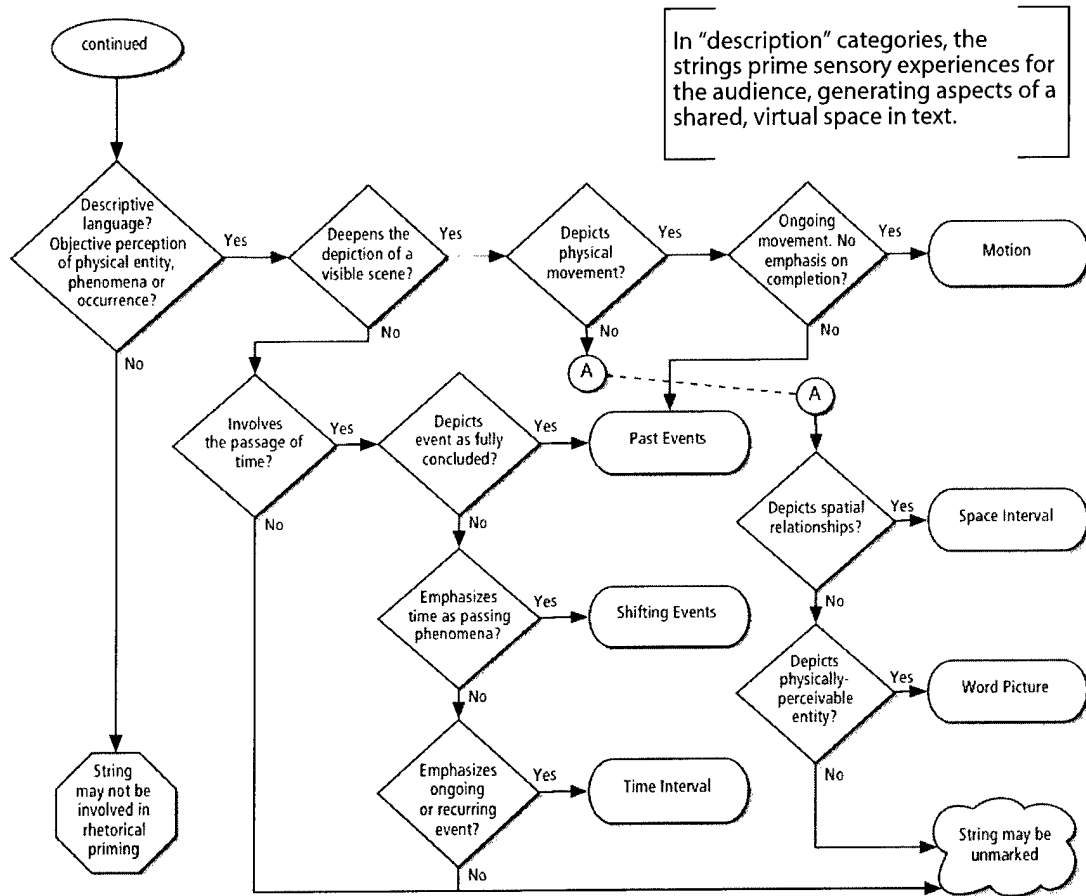 continued
In “description” categories, the
strings prime sensory experiences for
the audience, generating aspects of a
shared, virtual space in text.
Descriptive
language?
Objective perception
of physical entity,
phenomena or
occurrence?
Yes
No
Deepens the
depiction of a
visible scene?
Yes
No
Depicts
physical
movement?
Yes
No
Ongoing
movement. No
emphasis on
completion?
Yes
No
Motion
A
A
Involves
the passage of
time?
Yes
No
Depicts
event as fully
concluded?
Yes
No
Past Events
Depicts spatial
relationships?
Yes
No
Space Interval
Emphasizes
time as passing
phenomena?
Yes
No
Shifting Events
Depicts
physically-
perceivable
entity?
Yes
No
Word Picture
String
may not be
involved in
rhetorical
priming
Emphasizes
ongoing
or recurring
event?
Yes
No
Time Interval
String may be
unmarked